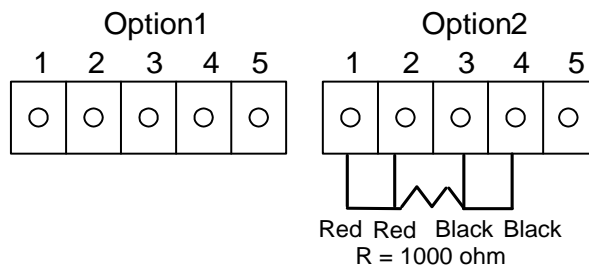 Option1 Option2
1 2 3 4 5 1 2 3 4 5
Red Red Black Black
R = 1000 ohm